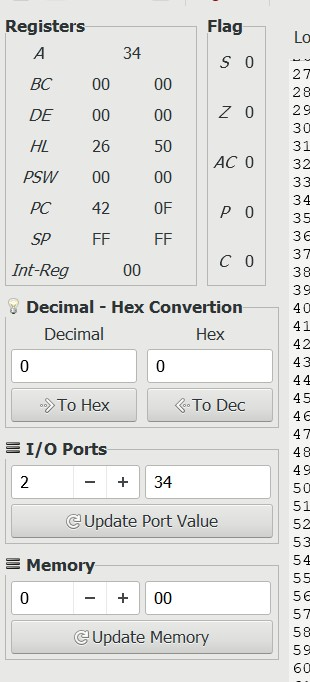 Registers
A 34
BC 00 00
DE 00 00
HL 26 50
PSW 00 00
PC 42 0F
SP FF FF
Int-Reg 00
Flag
S 0
Z 0
AC 0
P 0
C 0
Decimal - Hex Convertion
Decimal Hex
0 0
To Hex To Dec
I/O Ports
2 − + 34
Update Port Value
Memory
0 − + 00
Update Memory
Lo
27
28
29
30
31
32
33
34
35
36
37
38
39
40
41
42
43
44
45
46
47
48
49
50
51
52
53
54
55
56
57
58
59
60